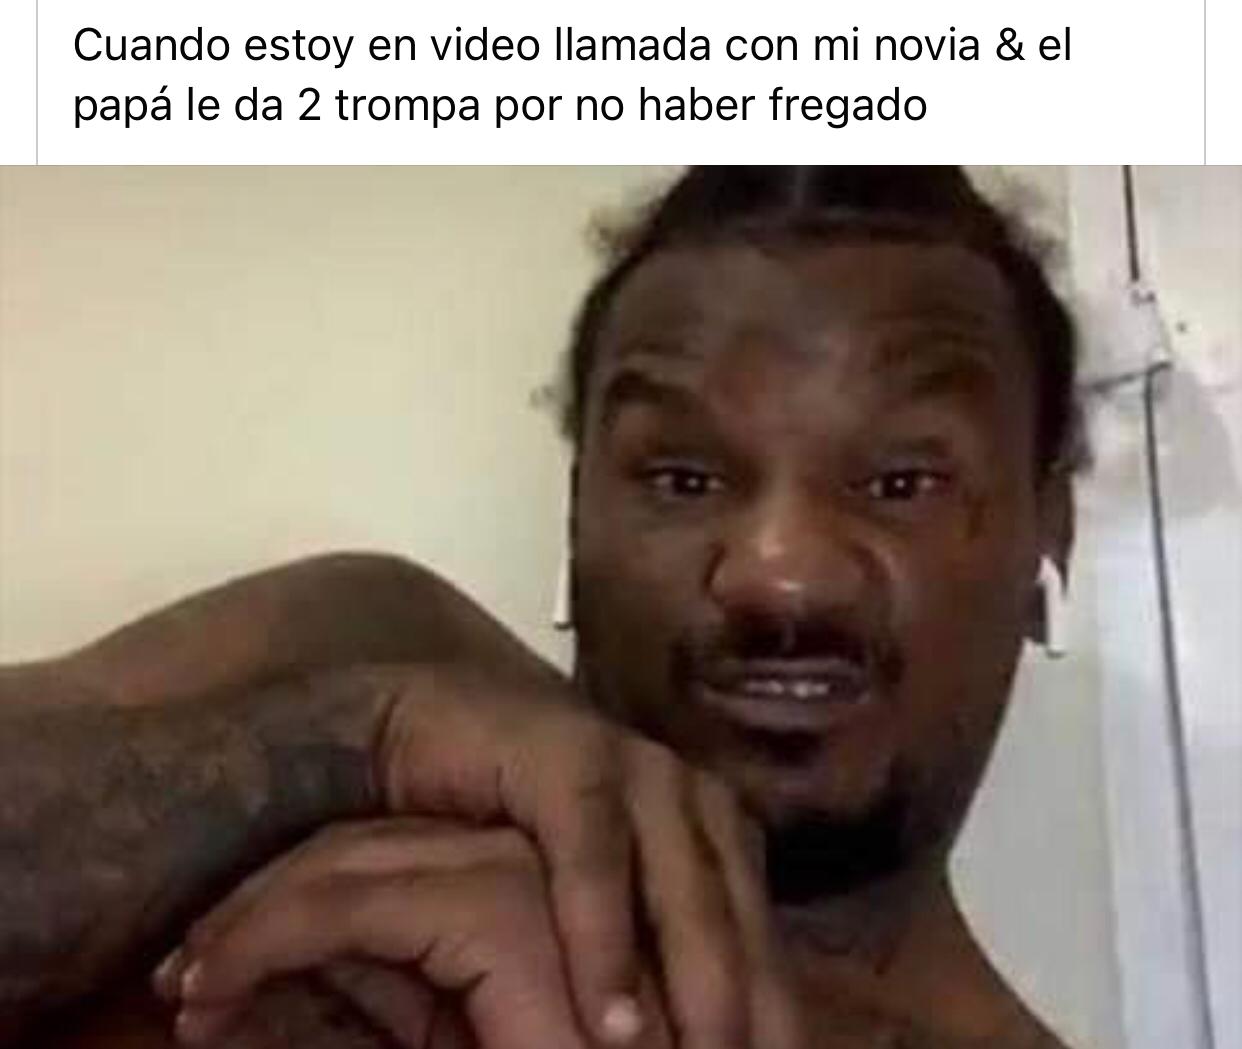 Cuando estoy en video llamada con mi novia & el
papá le da 2 trompa por no haber fregado